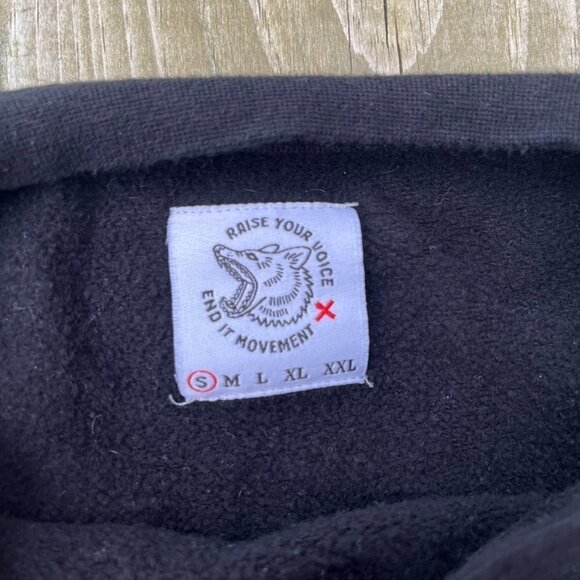 RAISE YOUR VOICE
END IT MOVEMENT
S M L XL XXL